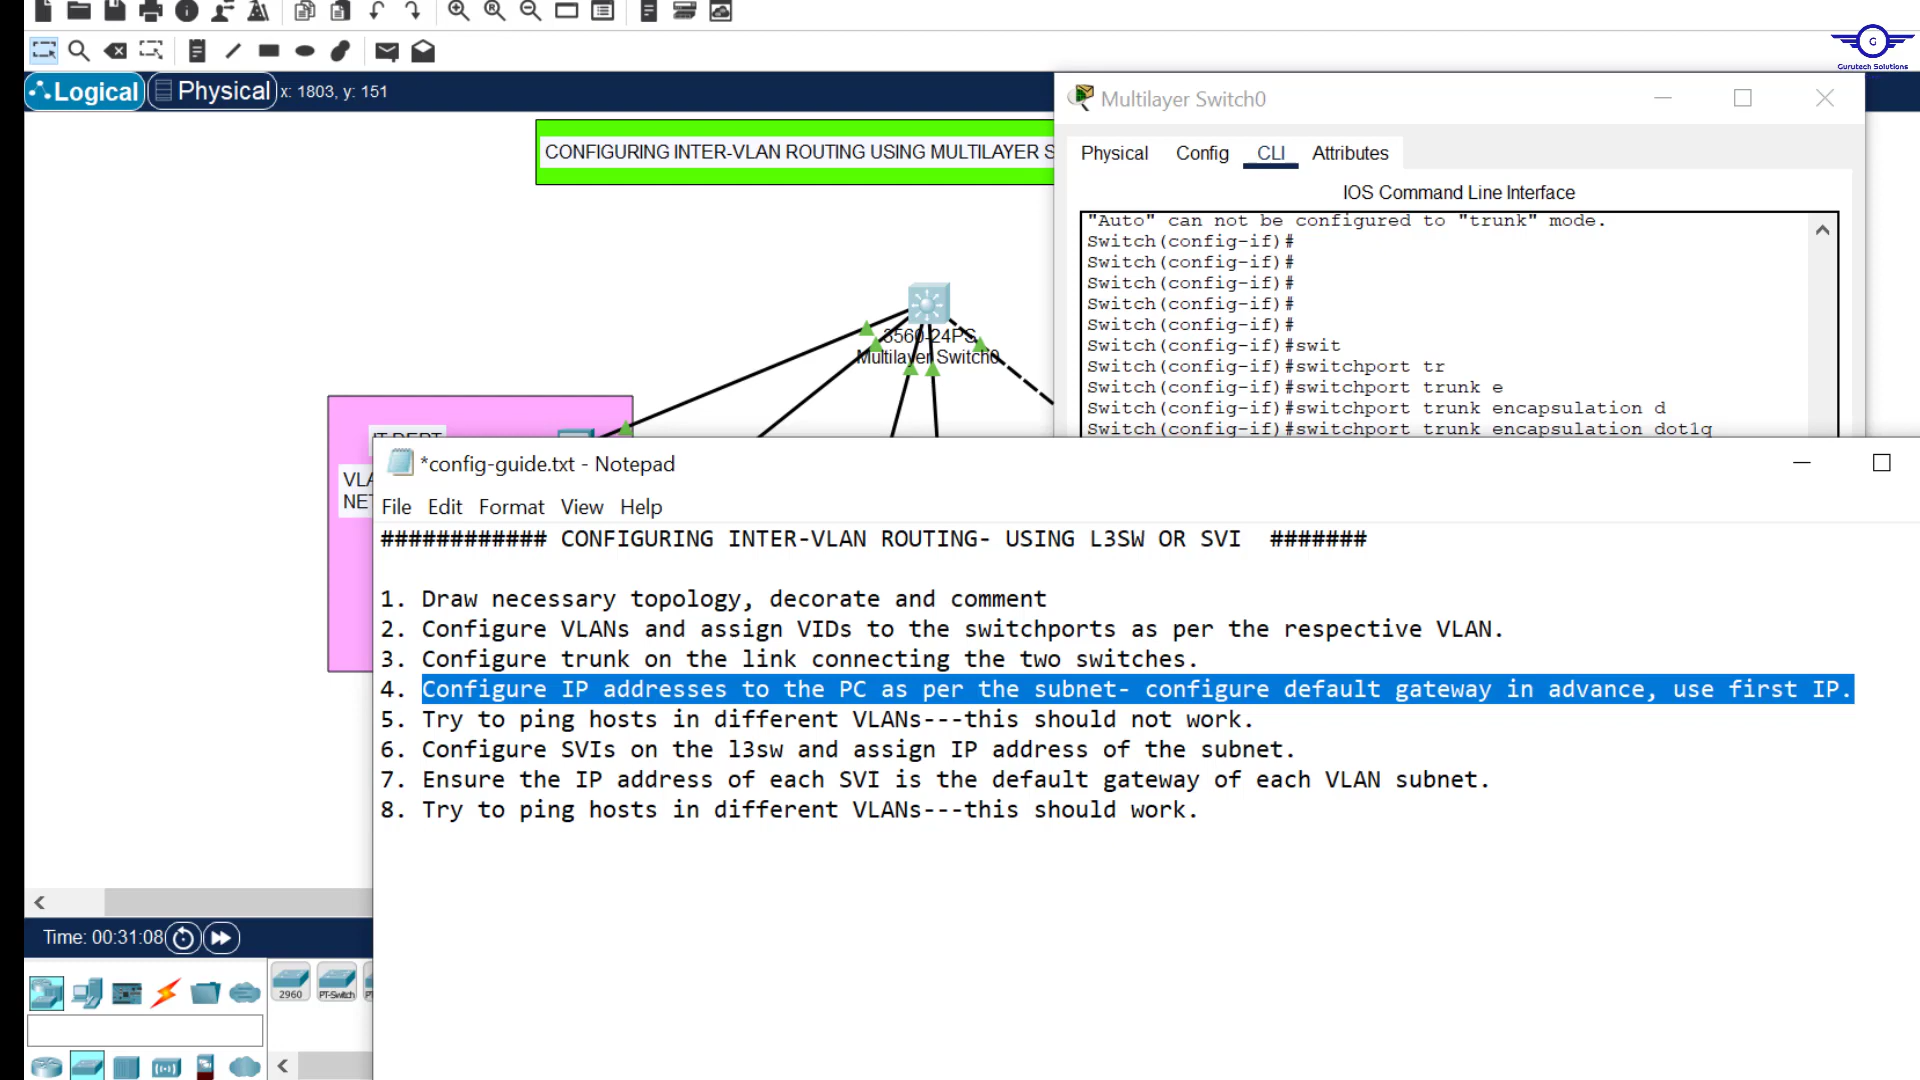 G
Gurutech Solutions
Logical
Physical
x: 1803, y: 151
CONFIGURING INTER-VLAN ROUTING USING MULTILAYER S
3560-24PS
Multilayer Switch0
IT DEPT
VLA
NET
Multilayer Switch0
Physical Config CLI Attributes
IOS Command Line Interface
"Auto" can not be configured to "trunk" mode.
Switch(config-if)#
Switch(config-if)#
Switch(config-if)#
Switch(config-if)#
Switch(config-if)#
Switch(config-if)#swit
Switch(config-if)#switchport tr
Switch(config-if)#switchport trunk e
Switch(config-if)#switchport trunk encapsulation d
Switch(config-if)#switchport trunk encapsulation dot1q
*config-guide.txt - Notepad
File Edit Format View Help
############ CONFIGURING INTER-VLAN ROUTING- USING L3SW OR SVI #######
1. Draw necessary topology, decorate and comment
2. Configure VLANs and assign VIDs to the switchports as per the respective VLAN.
3. Configure trunk on the link connecting the two switches.
4. Configure IP addresses to the PC as per the subnet- configure default gateway in advance, use first IP.
5. Try to ping hosts in different VLANs---this should not work.
6. Configure SVIs on the l3sw and assign IP address of the subnet.
7. Ensure the IP address of each SVI is the default gateway of each VLAN subnet.
8. Try to ping hosts in different VLANs---this should work.
Time: 00:31:08
2960
PT-Switch